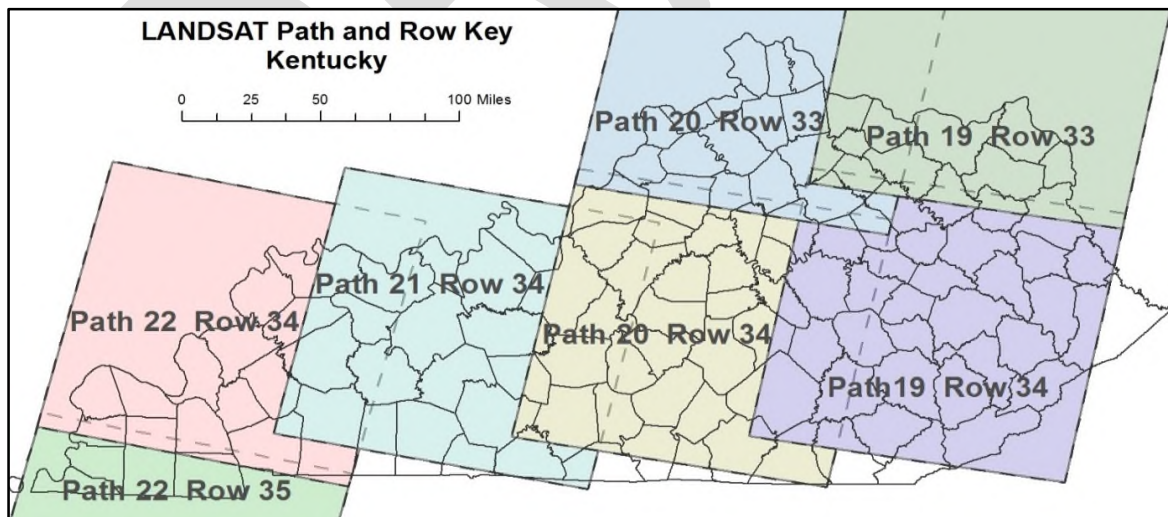 LANDSAT Path and Row Key
Kentucky
0 25 50 100 Miles
Path 20 Row 33
Path 19 Row 33
Path 21 Row 34
Path 22 Row 34
Path 20 Row 34
Path19 Row 34
Path 22 Row 35